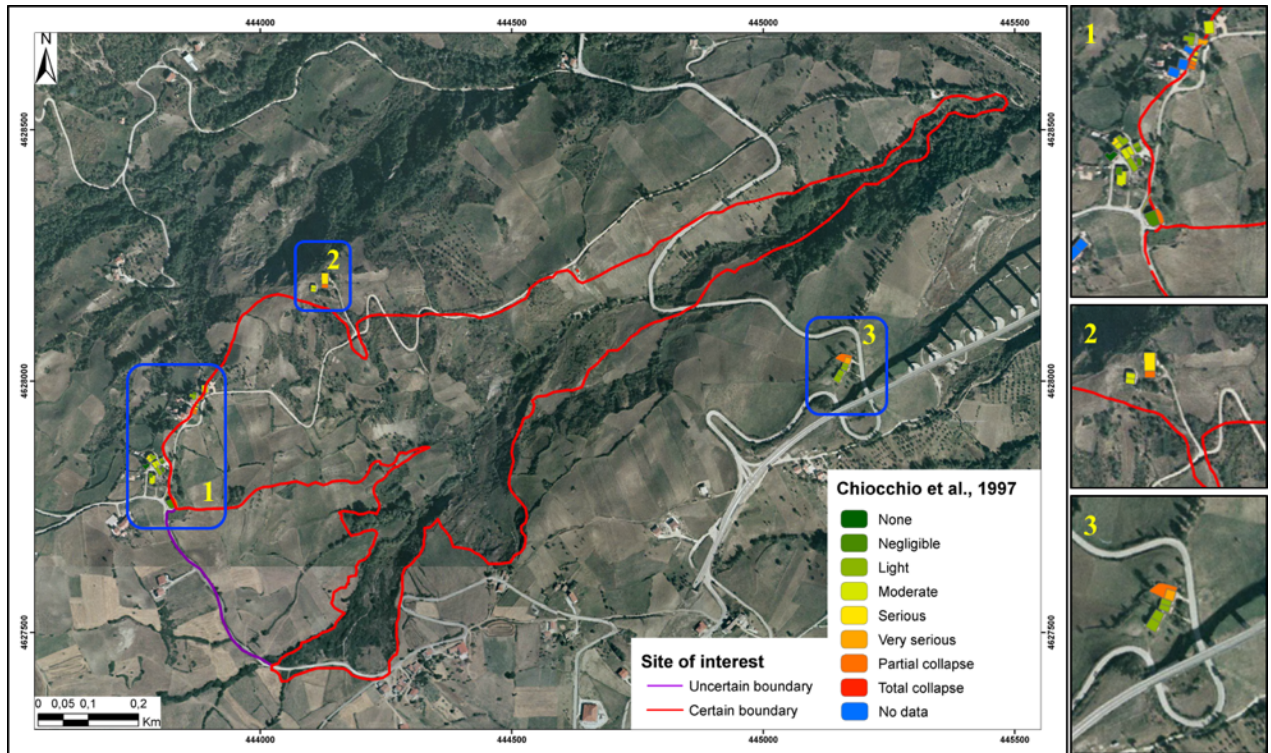 444000 444500 445000 445500
N
4628500 4628500
4628000 4628000
4627500 4627500
2
3
1
Chiocchio et al., 1997
None
Negligible
Light
Moderate
Serious
Very serious
Partial collapse
Total collapse
No data
Site of interest
Uncertain boundary
Certain boundary
0 0,05 0,1 0,2
Km
444000 444500 445000 445500
1
2
3